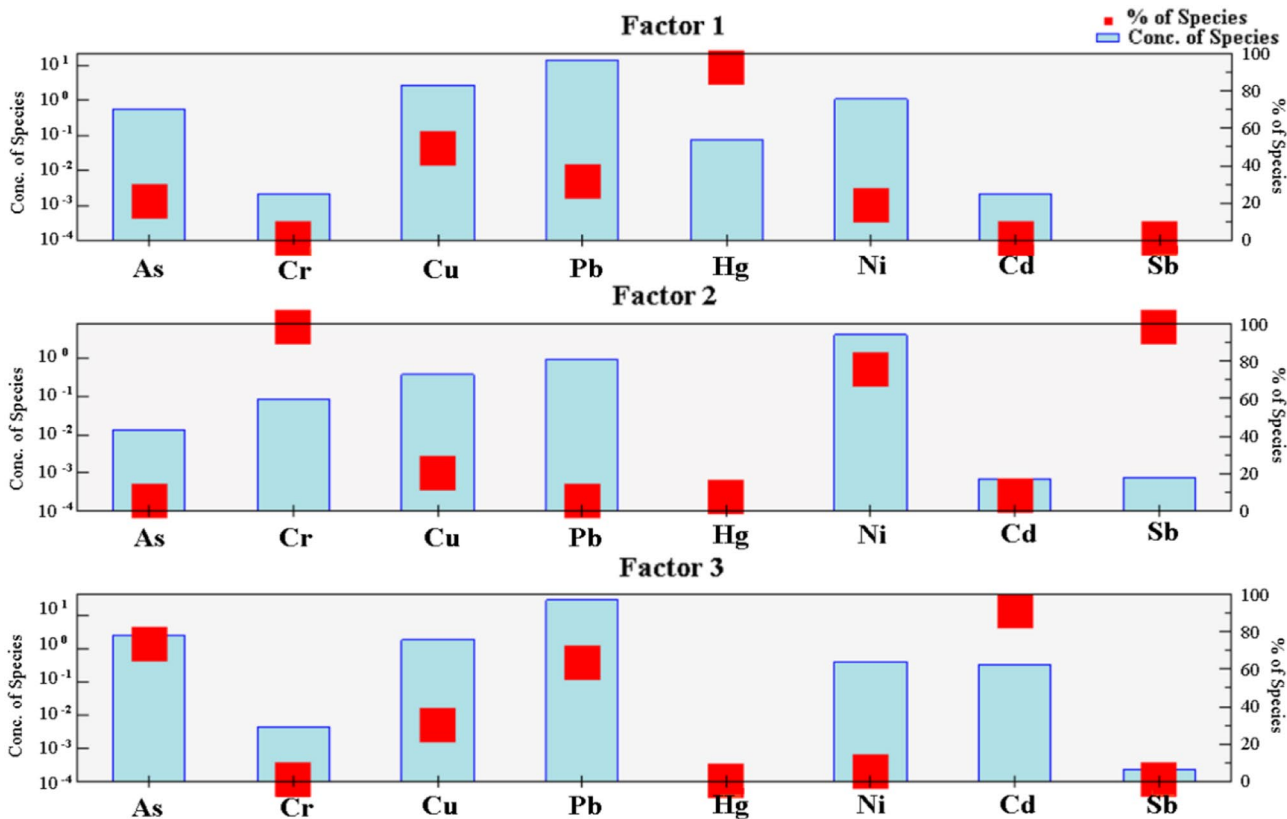 Factor 1
% of Species
Conc. of Species
Conc. of Species
10¹
10⁰
10⁻¹
10⁻²
10⁻³
10⁻⁴
100
80
60
40
20
0
% of Species
As Cr Cu Pb Hg Ni Cd Sb
Factor 2
Conc. of Species
10⁰
10⁻¹
10⁻²
10⁻³
10⁻⁴
100
80
60
40
20
0
% of Species
As Cr Cu Pb Hg Ni Cd Sb
Factor 3
Conc. of Species
10¹
10⁰
10⁻¹
10⁻²
10⁻³
10⁻⁴
100
80
60
40
20
0
% of Species
As Cr Cu Pb Hg Ni Cd Sb